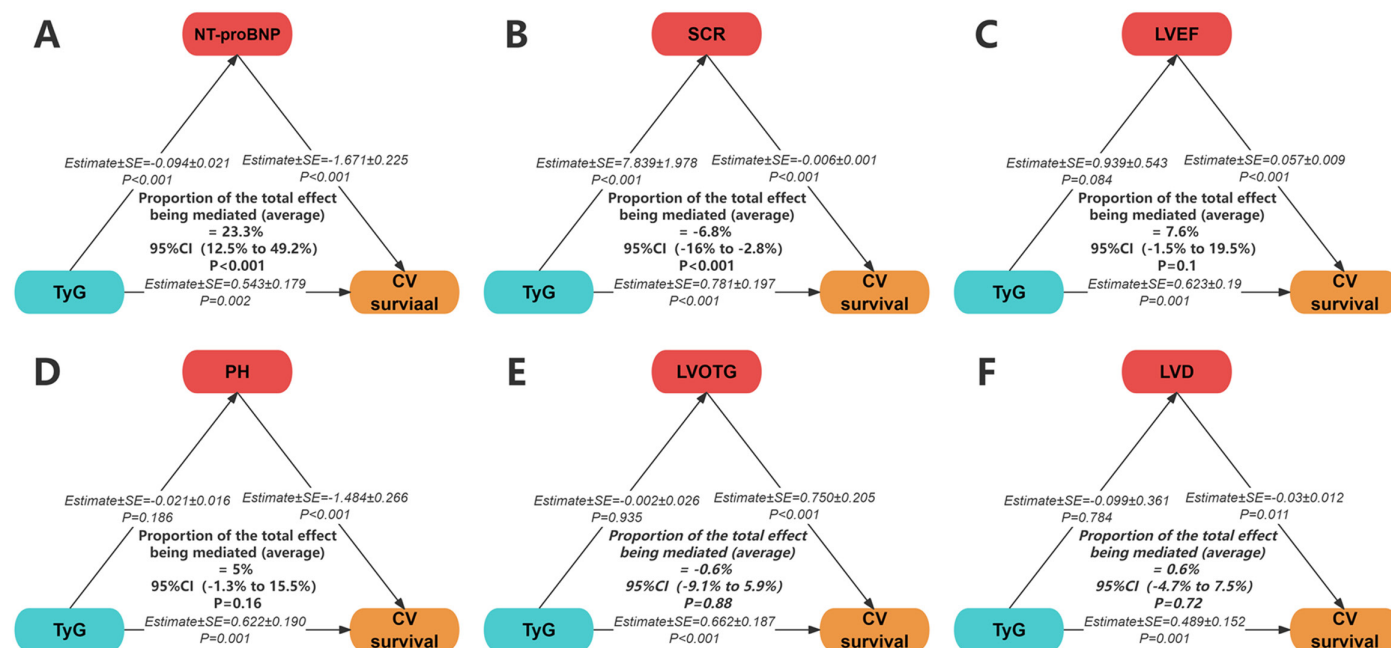 A
NT-proBNP
Estimate±SE=-0.094±0.021
P<0.001
Estimate±SE=-1.671±0.225
P<0.001
Proportion of the total effect
being mediated (average)
= 23.3%
95%CI (12.5% to 49.2%)
P<0.001
TyG
Estimate±SE=0.543±0.179
P=0.002
CV
surviaal
B
SCR
Estimate±SE=7.839±1.978
P<0.001
Estimate±SE=-0.006±0.001
P<0.001
Proportion of the total effect
being mediated (average)
= -6.8%
95%CI (-16% to -2.8%)
P<0.001
TyG
Estimate±SE=0.781±0.197
P<0.001
CV
survival
C
LVEF
Estimate±SE=0.939±0.543
P=0.084
Estimate±SE=0.057±0.009
P<0.001
Proportion of the total effect
being mediated (average)
= 7.6%
95%CI (-1.5% to 19.5%)
P=0.1
TyG
Estimate±SE=0.623±0.19
P=0.001
CV
survival
D
PH
Estimate±SE=-0.021±0.016
P=0.186
Estimate±SE=-1.484±0.266
P<0.001
Proportion of the total effect
being mediated (average)
= 5%
95%CI (-1.3% to 15.5%)
P=0.16
TyG
Estimate±SE=0.622±0.190
P=0.001
CV
survival
E
LVOTG
Estimate±SE=-0.002±0.026
P=0.935
Estimate±SE=0.750±0.205
P<0.001
Proportion of the total effect
being mediated (average)
= -0.6%
95%CI (-9.1% to 5.9%)
P=0.88
TyG
Estimate±SE=0.662±0.187
P<0.001
CV
survival
F
LVD
Estimate±SE=-0.099±0.361
P=0.784
Estimate±SE=-0.03±0.012
P=0.011
Proportion of the total effect
being mediated (average)
= 0.6%
95%CI (-4.7% to 7.5%)
P=0.72
TyG
Estimate±SE=0.489±0.152
P=0.001
CV
survival